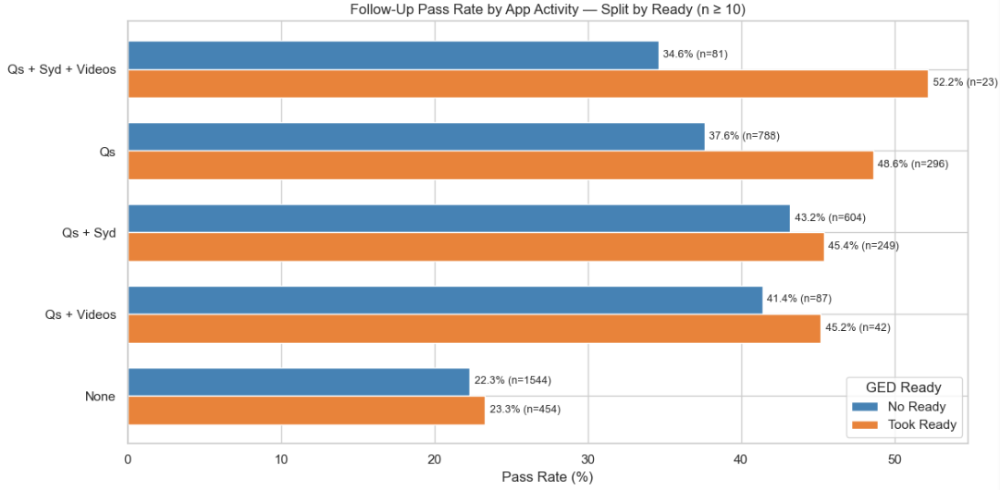 Follow-Up Pass Rate by App Activity — Split by Ready (n ≥ 10)
Qs + Syd + Videos
34.6% (n=81)
52.2% (n=23)
Qs
37.6% (n=788)
48.6% (n=296)
Qs + Syd
43.2% (n=604)
45.4% (n=249)
Qs + Videos
41.4% (n=87)
45.2% (n=42)
None
22.3% (n=1544)
23.3% (n=454)
GED Ready
No Ready
Took Ready
0 10 20 30 40 50
Pass Rate (%)